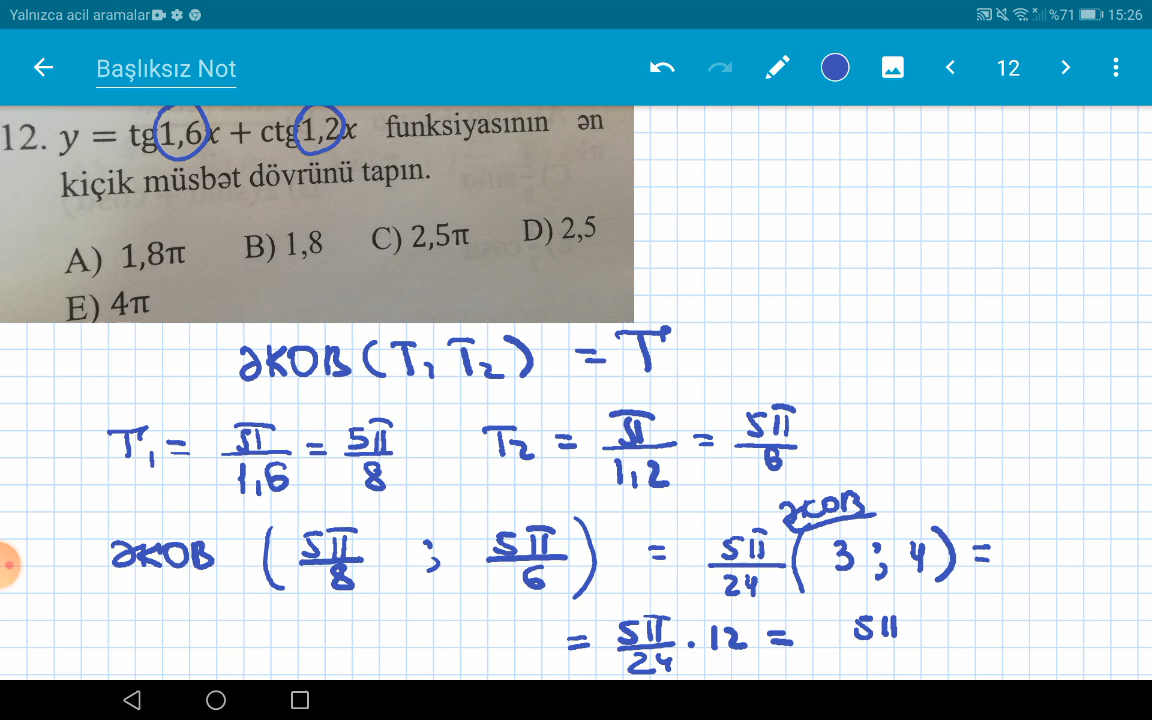 Yalnızca acil aramalar %71 15:26
Başlıksız Not 12
12. y = tg1,6x + ctg1,2x funksiyasının ən
kiçik müsbət dövrünü tapın.
A) 1,8π B) 1,8 C) 2,5π D) 2,5
E) 4π
ƏKOB(T₁ T₂) = T
T₁ = π/1,6 = 5π/8 T₂ = π/1,2 = 5π/6
ƏKOB (5π/8 ; 5π/6) = 5π/24 ƏKOB(3 ; 4) =
= 5π/24 · 12 = 5π